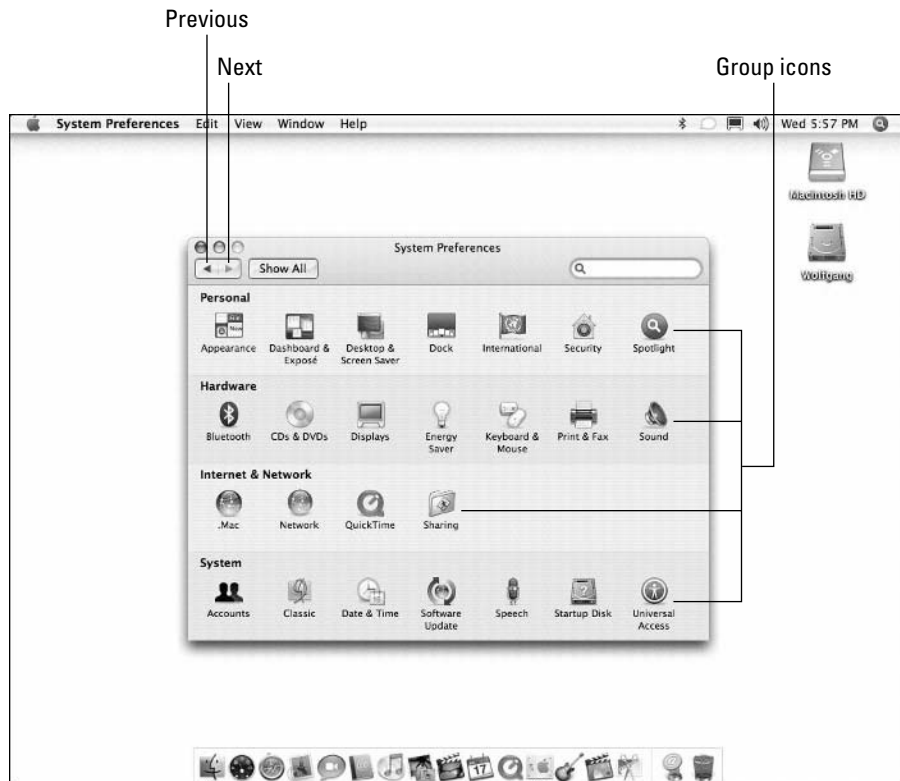 Previous
Next
Group icons
System Preferences Edit View Window Help Wed 5:57 PM
Macintosh HD
Wolfgang
System Preferences
Show All
Personal
Appearance Dashboard & Exposé Desktop & Screen Saver Dock International Security Spotlight
Hardware
Bluetooth CDs & DVDs Displays Energy Saver Keyboard & Mouse Print & Fax Sound
Internet & Network
.Mac Network QuickTime Sharing
System
Accounts Classic Date & Time Software Update Speech Startup Disk Universal Access
17